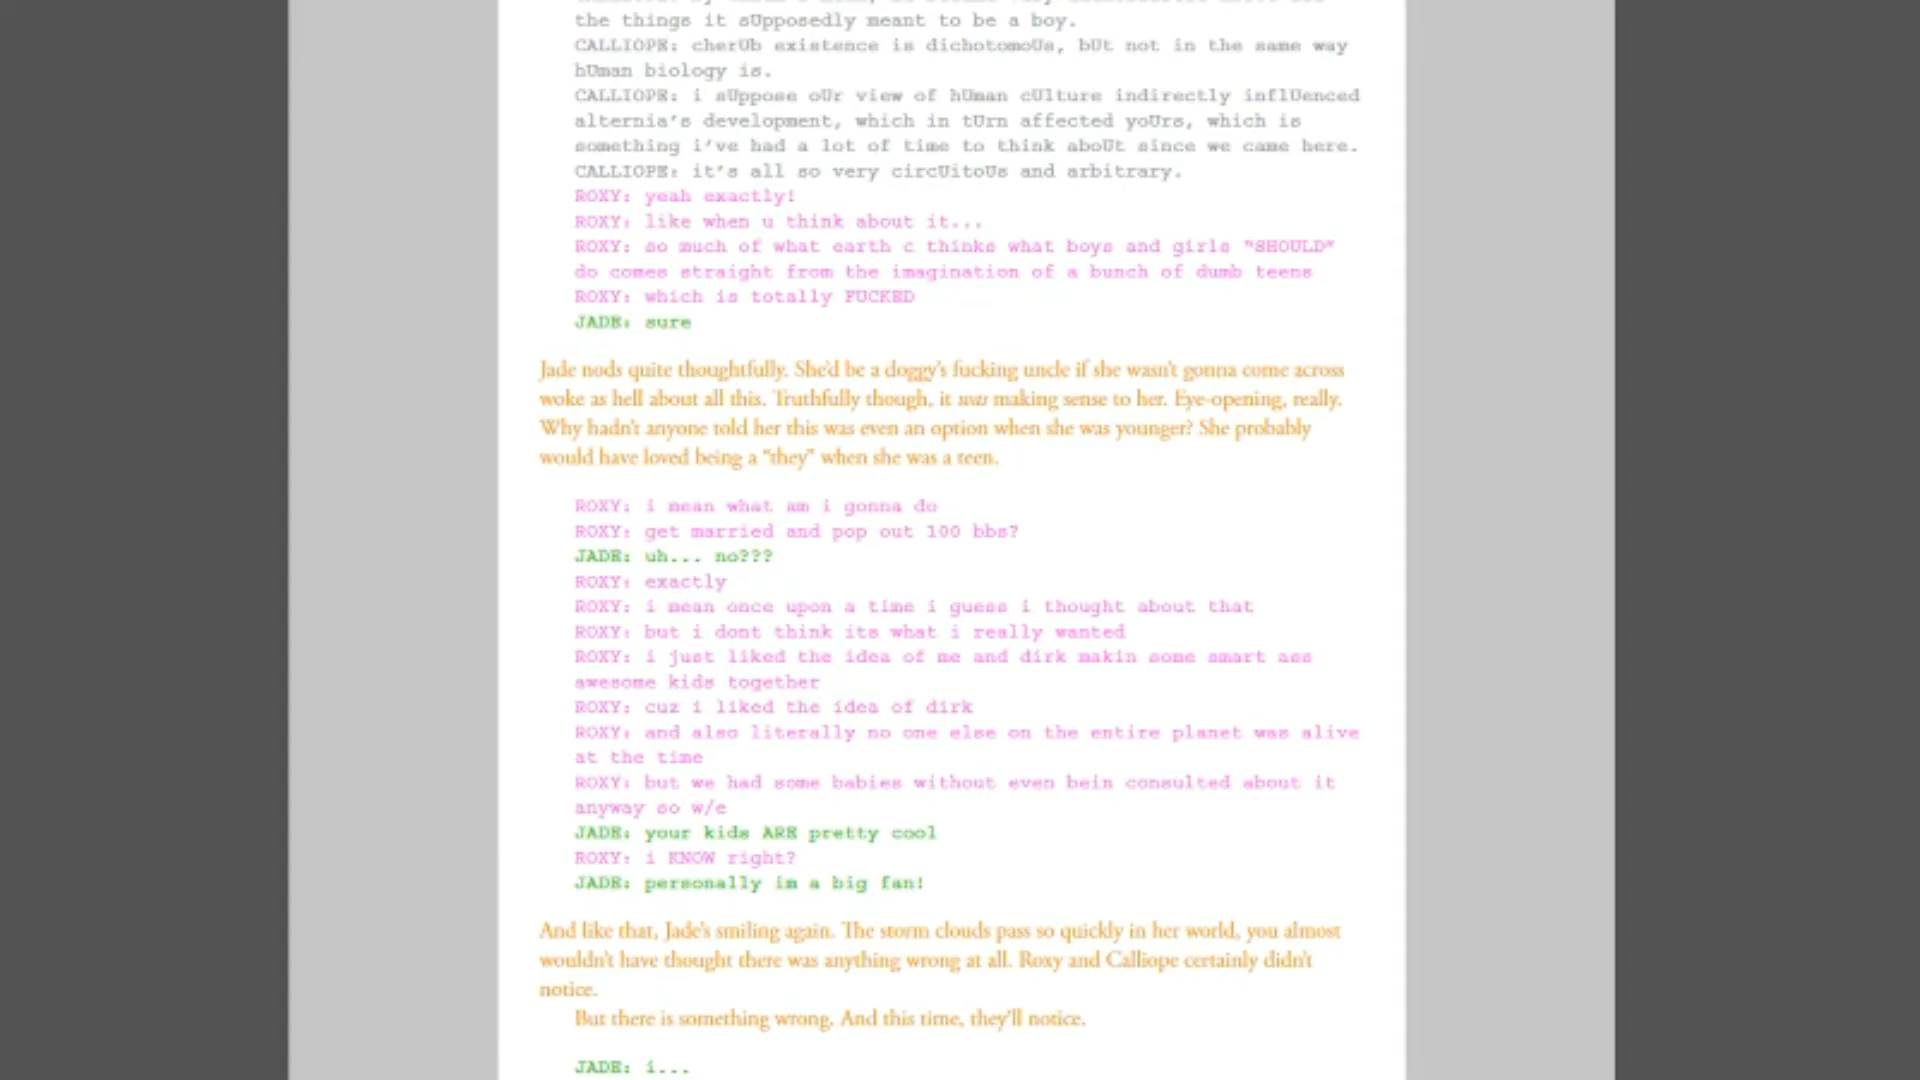 the things it sUpposedly meant to be a boy.
CALLIOPE: cherUb existence is dichotomoUs, bUt not in the same way
hUman biology is.
CALLIOPE: i sUppose oUr view of hUman cUltUre indirectly inflUenced
alternia's development, which in tUrn affected yoUrs, which is
something i've had a lot of time to think aboUt since we came here.
CALLIOPE: it's all so very circUitoUs and arbitrary.
ROXY: yeah exactly!
ROXY: like when u think about it...
ROXY: so much of what earth c thinks what boys and girls "SHOULD"
do comes straight from the imagination of a bunch of dumb teens
ROXY: which is totally FUCKED
JADE: sure
Jade nods quite thoughtfully. She'd be a doggy's fucking uncle if she wasn't gonna come across
woke as hell about all this. Truthfully though, it was making sense to her. Eye-opening, really.
Why hadn't anyone told her this was even an option when she was younger? She probably
would have loved being a "they" when she was a teen.
ROXY: i mean what am i gonna do
ROXY: get married and pop out 100 bbs?
JADE: uh... no???
ROXY: exactly
ROXY: i mean once upon a time i guess i thought about that
ROXY: but i dont think its what i really wanted
ROXY: i just liked the idea of me and dirk makin some smart ass
awesome kids together
ROXY: cuz i liked the idea of dirk
ROXY: and also literally no one else on the entire planet was alive
at the time
ROXY: but we had some babies without even bein consulted about it
anyway so w/e
JADE: your kids ARE pretty cool
ROXY: i KNOW right?
JADE: personally im a big fan!
And like that, Jade's smiling again. The storm clouds pass so quickly in her world, you almost
wouldn't have thought there was anything wrong at all. Roxy and Calliope certainly didn't
notice.
But there is something wrong. And this time, they'll notice.
JADE: i...